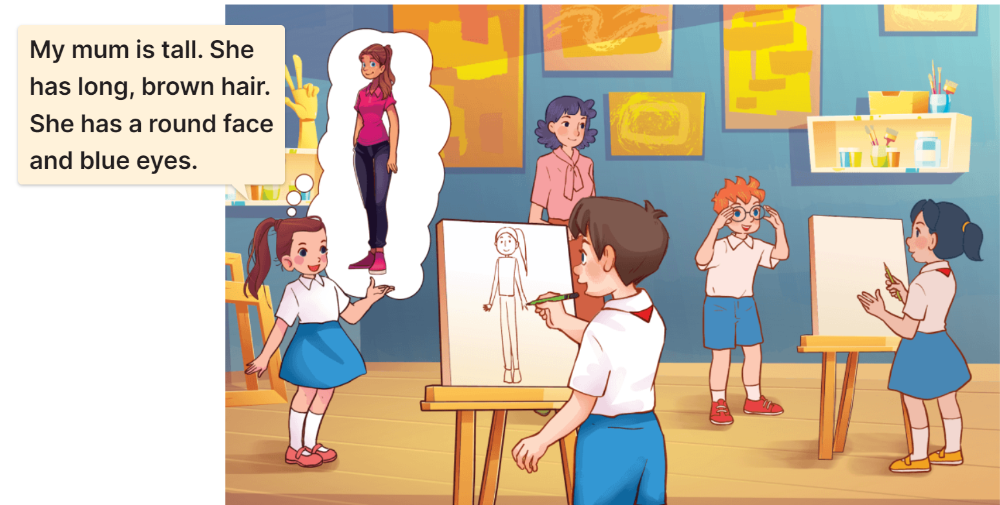 My mum is tall. She
has long, brown hair.
She has a round face
and blue eyes.